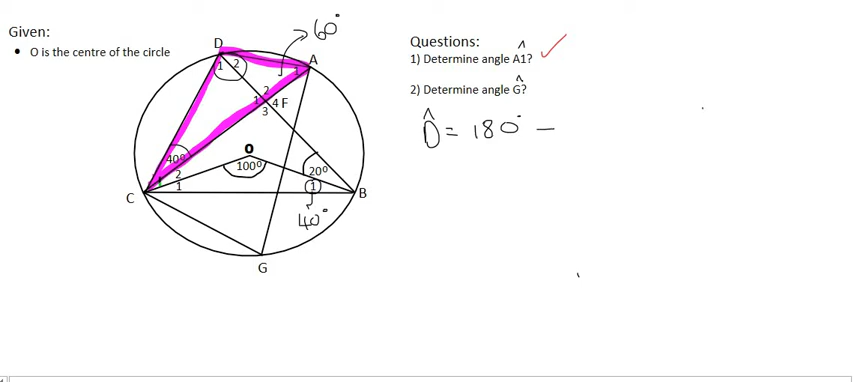 Given:
• O is the centre of the circle
60°
D
A
1 2
1
2
1 4 F
3
O
40°
100°
20°
2
1
1
C
B
40°
G
Questions:
1) Determine angle Â1?
2) Determine angle Ĝ?
D̂ = 180° –